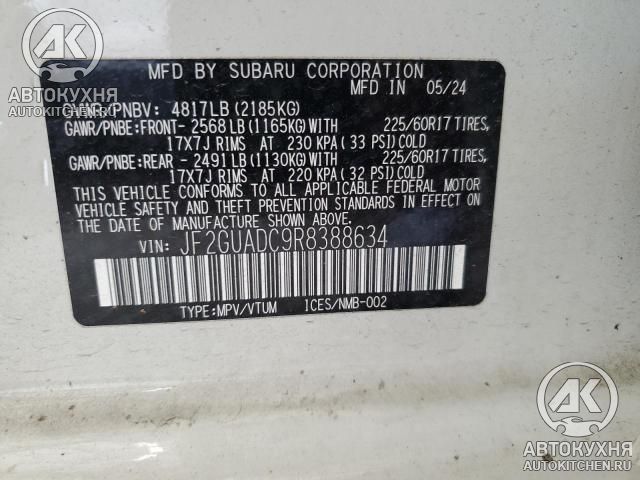 MFD BY SUBARU CORPORATION
MFD IN 05/24
GVWR/PNBV: 4817LB (2185KG)
GAWR/PNBE:FRONT- 2568LB(1165KG)WITH 225/60R17 TIRES,
17X7J RIMS AT 230 KPA (33 PSI)COLD
GAWR/PNBE:REAR - 2491LB(1130KG)WITH 225/60R17 TIRES,
17X7J RIMS AT 220 KPA (32 PSI)COLD
THIS VEHICLE CONFORMS TO ALL APPLICABLE FEDERAL MOTOR
VEHICLE SAFETY AND THEFT PREVENTION STANDARDS IN EFFECT ON
THE DATE OF MANUFACTURE SHOWN ABOVE.
VIN: JF2GUADC9R8388634
TYPE:MPV/VTUM ICES/NMB-002
АК
АВТОКУХНЯ
AUTOKITCHEN.RU
АК
АВТОКУХНЯ
AUTOKITCHEN.RU